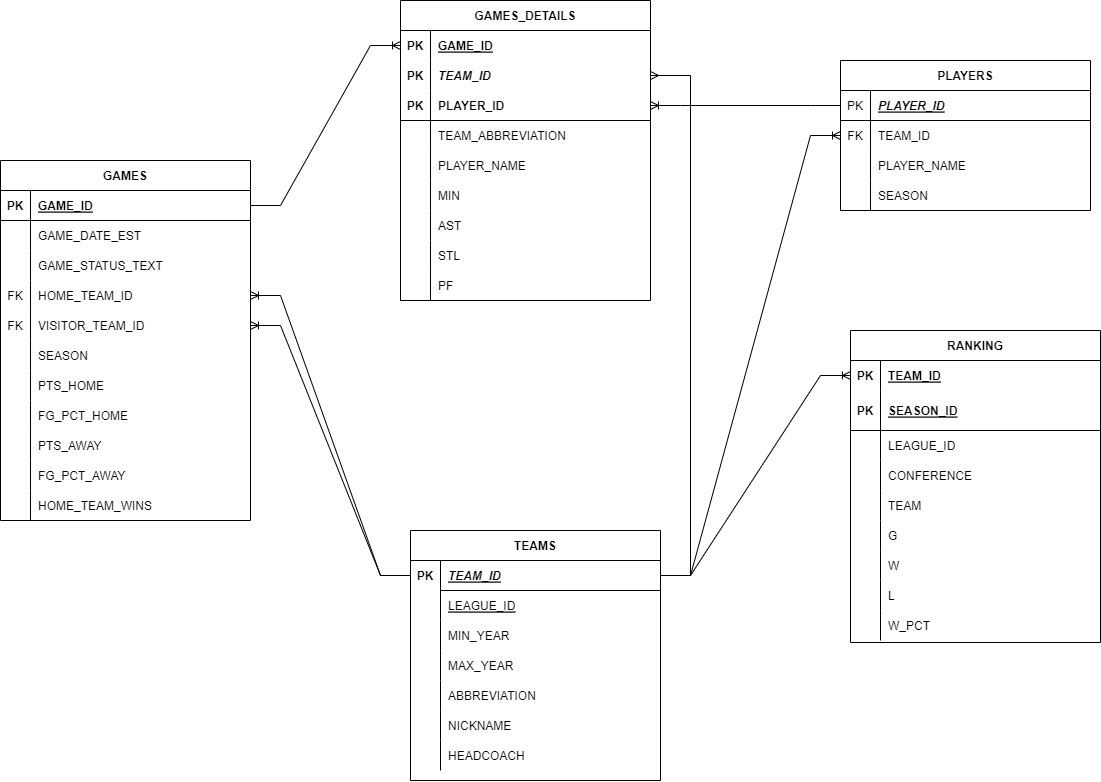 GAMES_DETAILS
PK GAME_ID
PK TEAM_ID
PK PLAYER_ID
TEAM_ABBREVIATION
PLAYER_NAME
MIN
AST
STL
PF
PLAYERS
PK PLAYER_ID
FK TEAM_ID
PLAYER_NAME
SEASON
GAMES
PK GAME_ID
GAME_DATE_EST
GAME_STATUS_TEXT
FK HOME_TEAM_ID
FK VISITOR_TEAM_ID
SEASON
PTS_HOME
FG_PCT_HOME
PTS_AWAY
FG_PCT_AWAY
HOME_TEAM_WINS
RANKING
PK TEAM_ID
PK SEASON_ID
LEAGUE_ID
CONFERENCE
TEAM
G
W
L
W_PCT
TEAMS
PK TEAM_ID
LEAGUE_ID
MIN_YEAR
MAX_YEAR
ABBREVIATION
NICKNAME
HEADCOACH